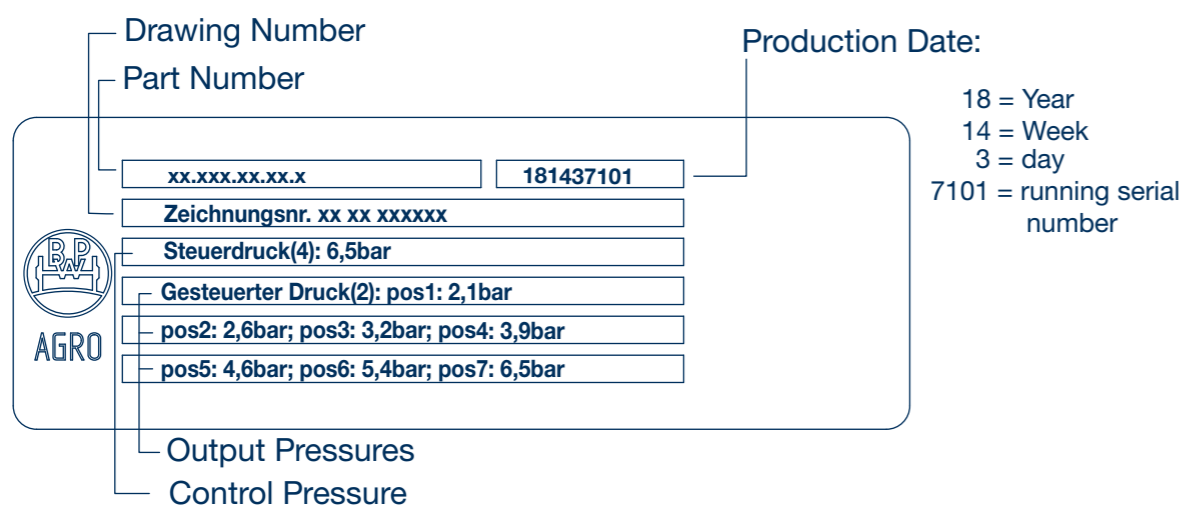 Drawing Number
Part Number
Production Date:
18 = Year
14 = Week
3 = day
7101 = running serial
number
xx.xxx.xx.xx.x 181437101
Zeichnungsnr. xx xx xxxxxx
Steuerdruck(4): 6,5bar
Gesteuerter Druck(2): pos1: 2,1bar
pos2: 2,6bar; pos3: 3,2bar; pos4: 3,9bar
pos5: 4,6bar; pos6: 5,4bar; pos7: 6,5bar
BPW
AGRO
Output Pressures
Control Pressure